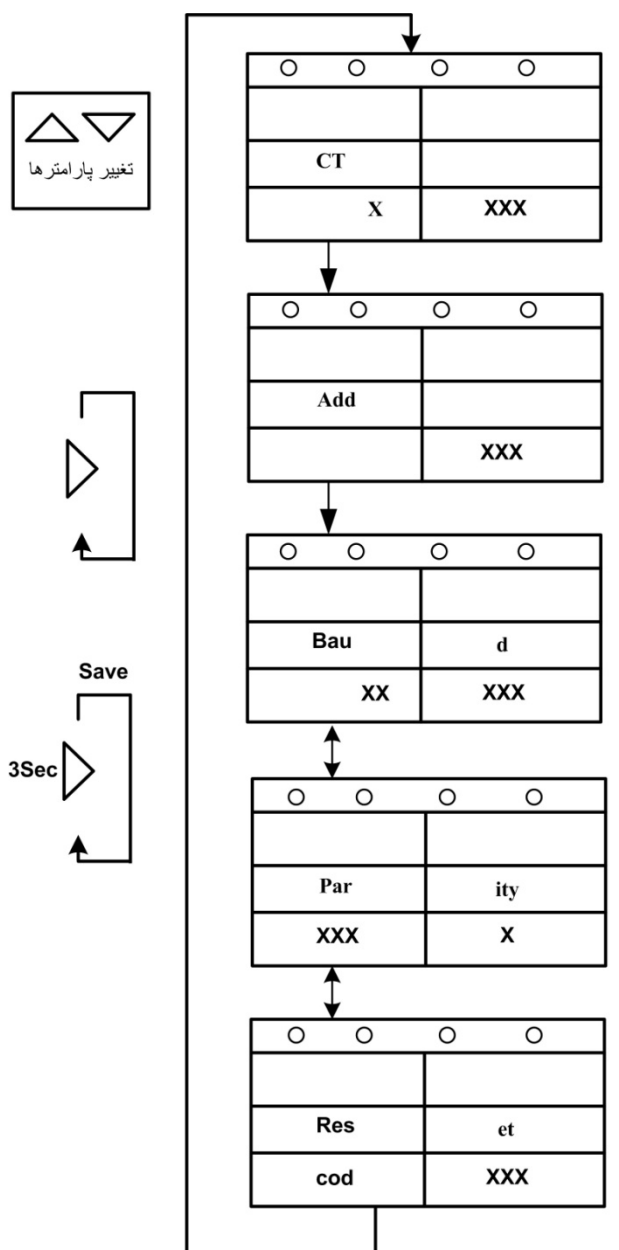 تغییر پارامترها
CT
X XXX
Add
XXX
Bau d
XX XXX
Save
3Sec
Par ity
XXX X
Res et
cod XXX